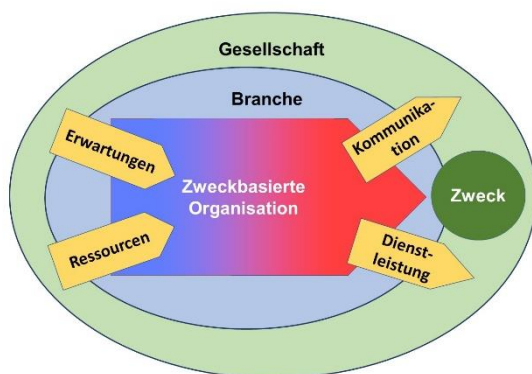 Gesellschaft
Branche
Erwartungen
Ressourcen
Zweckbasierte
Organisation
Kommunika-
tion
Dienst-
leistung
Zweck